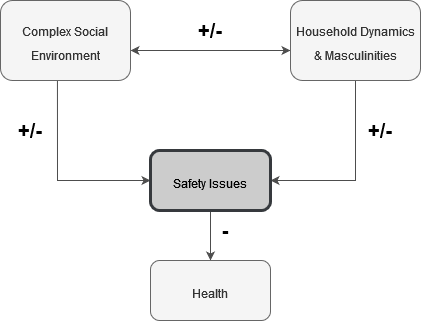 Complex Social
Environment
+/-
Household Dynamics
& Masculinities
+/-
+/-
Safety Issues
-
Health